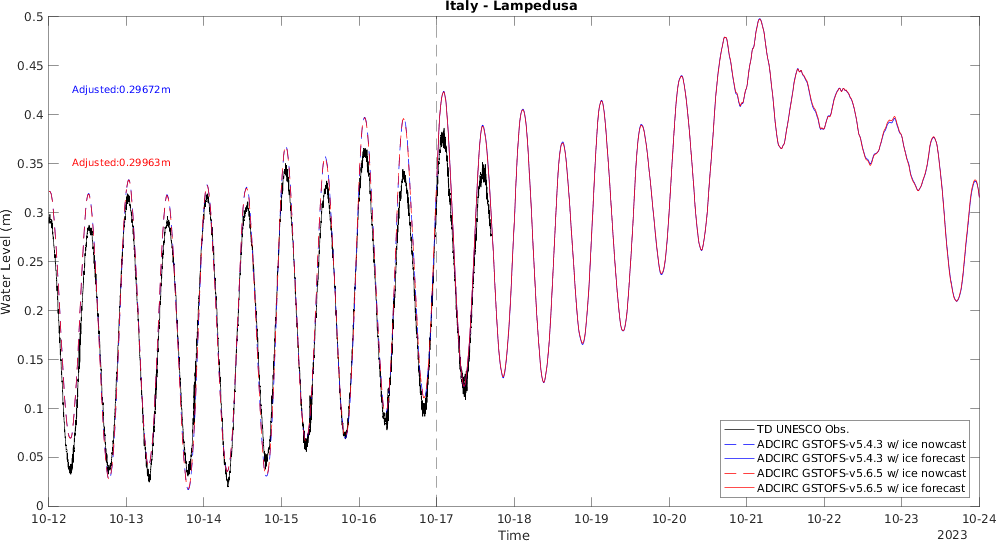 Italy - Lampedusa
0.5
0.45
0.4
0.35
0.3
0.25
0.2
0.15
0.1
0.05
0
Water Level (m)
Adjusted:0.29672m
Adjusted:0.29963m
TD UNESCO Obs.
ADCIRC GSTOFS-v5.4.3 w/ ice nowcast
ADCIRC GSTOFS-v5.4.3 w/ ice forecast
ADCIRC GSTOFS-v5.6.5 w/ ice nowcast
ADCIRC GSTOFS-v5.6.5 w/ ice forecast
10-12 10-13 10-14 10-15 10-16 10-17 10-18 10-19 10-20 10-21 10-22 10-23 10-24
Time
2023